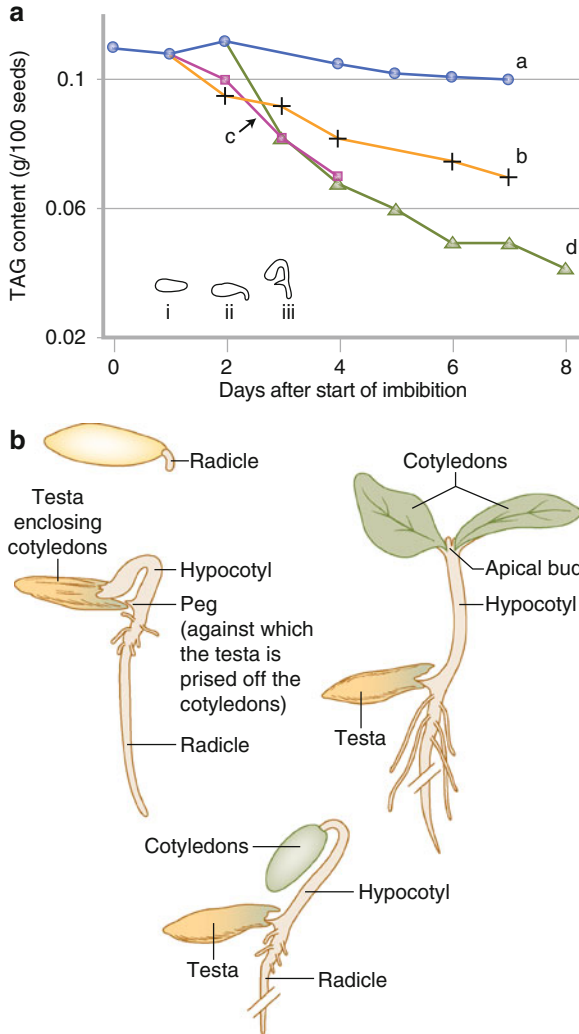 a
TAG content (g/100 seeds)
0.1
0.06
0.02
a
b
c
d
i
ii
iii
0
2
4
6
8
Days after start of imbibition
b
Radicle
Testa
enclosing
cotyledons
Hypocotyl
Peg
(against which
the testa is
prised off the
cotyledons)
Radicle
Cotyledons
Apical bud
Hypocotyl
Testa
Cotyledons
Hypocotyl
Testa
Radicle